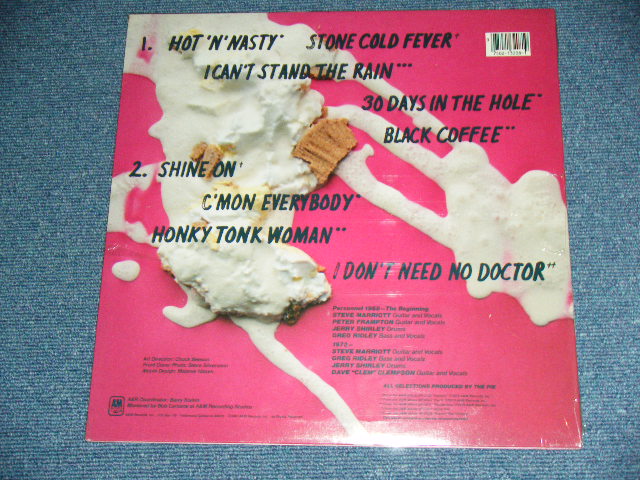 1. HOT 'N' NASTY* STONE COLD FEVER†
I CAN'T STAND THE RAIN***
30 DAYS IN THE HOLE*
BLACK COFFEE**
2. SHINE ON†
C'MON EVERYBODY*
HONKY TONK WOMAN**
I DON'T NEED NO DOCTOR††
Personnel 1969—The Beginning
STEVE MARRIOTT Guitar and Vocals
PETER FRAMPTON Guitar and Vocals
JERRY SHIRLEY Drums
GREG RIDLEY Bass and Vocals
1972—
STEVE MARRIOTT Guitar and Vocals
GREG RIDLEY Bass and Vocals
JERRY SHIRLEY Drums
DAVE "CLEM" CLEMPSON Guitar and Vocals
ALL SELECTIONS PRODUCED BY THE PIE
Art Direction: Chuck Beeson
A&M